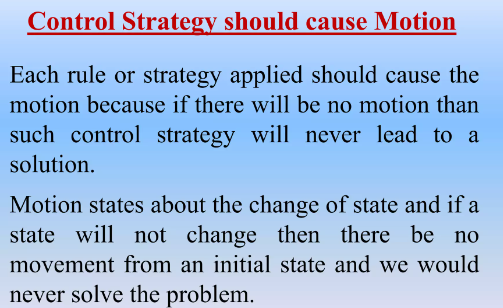 Control Strategy should cause Motion
Each rule or strategy applied should cause the
motion because if there will be no motion than
such control strategy will never lead to a
solution.
Motion states about the change of state and if a
state will not change then there be no
movement from an initial state and we would
never solve the problem.